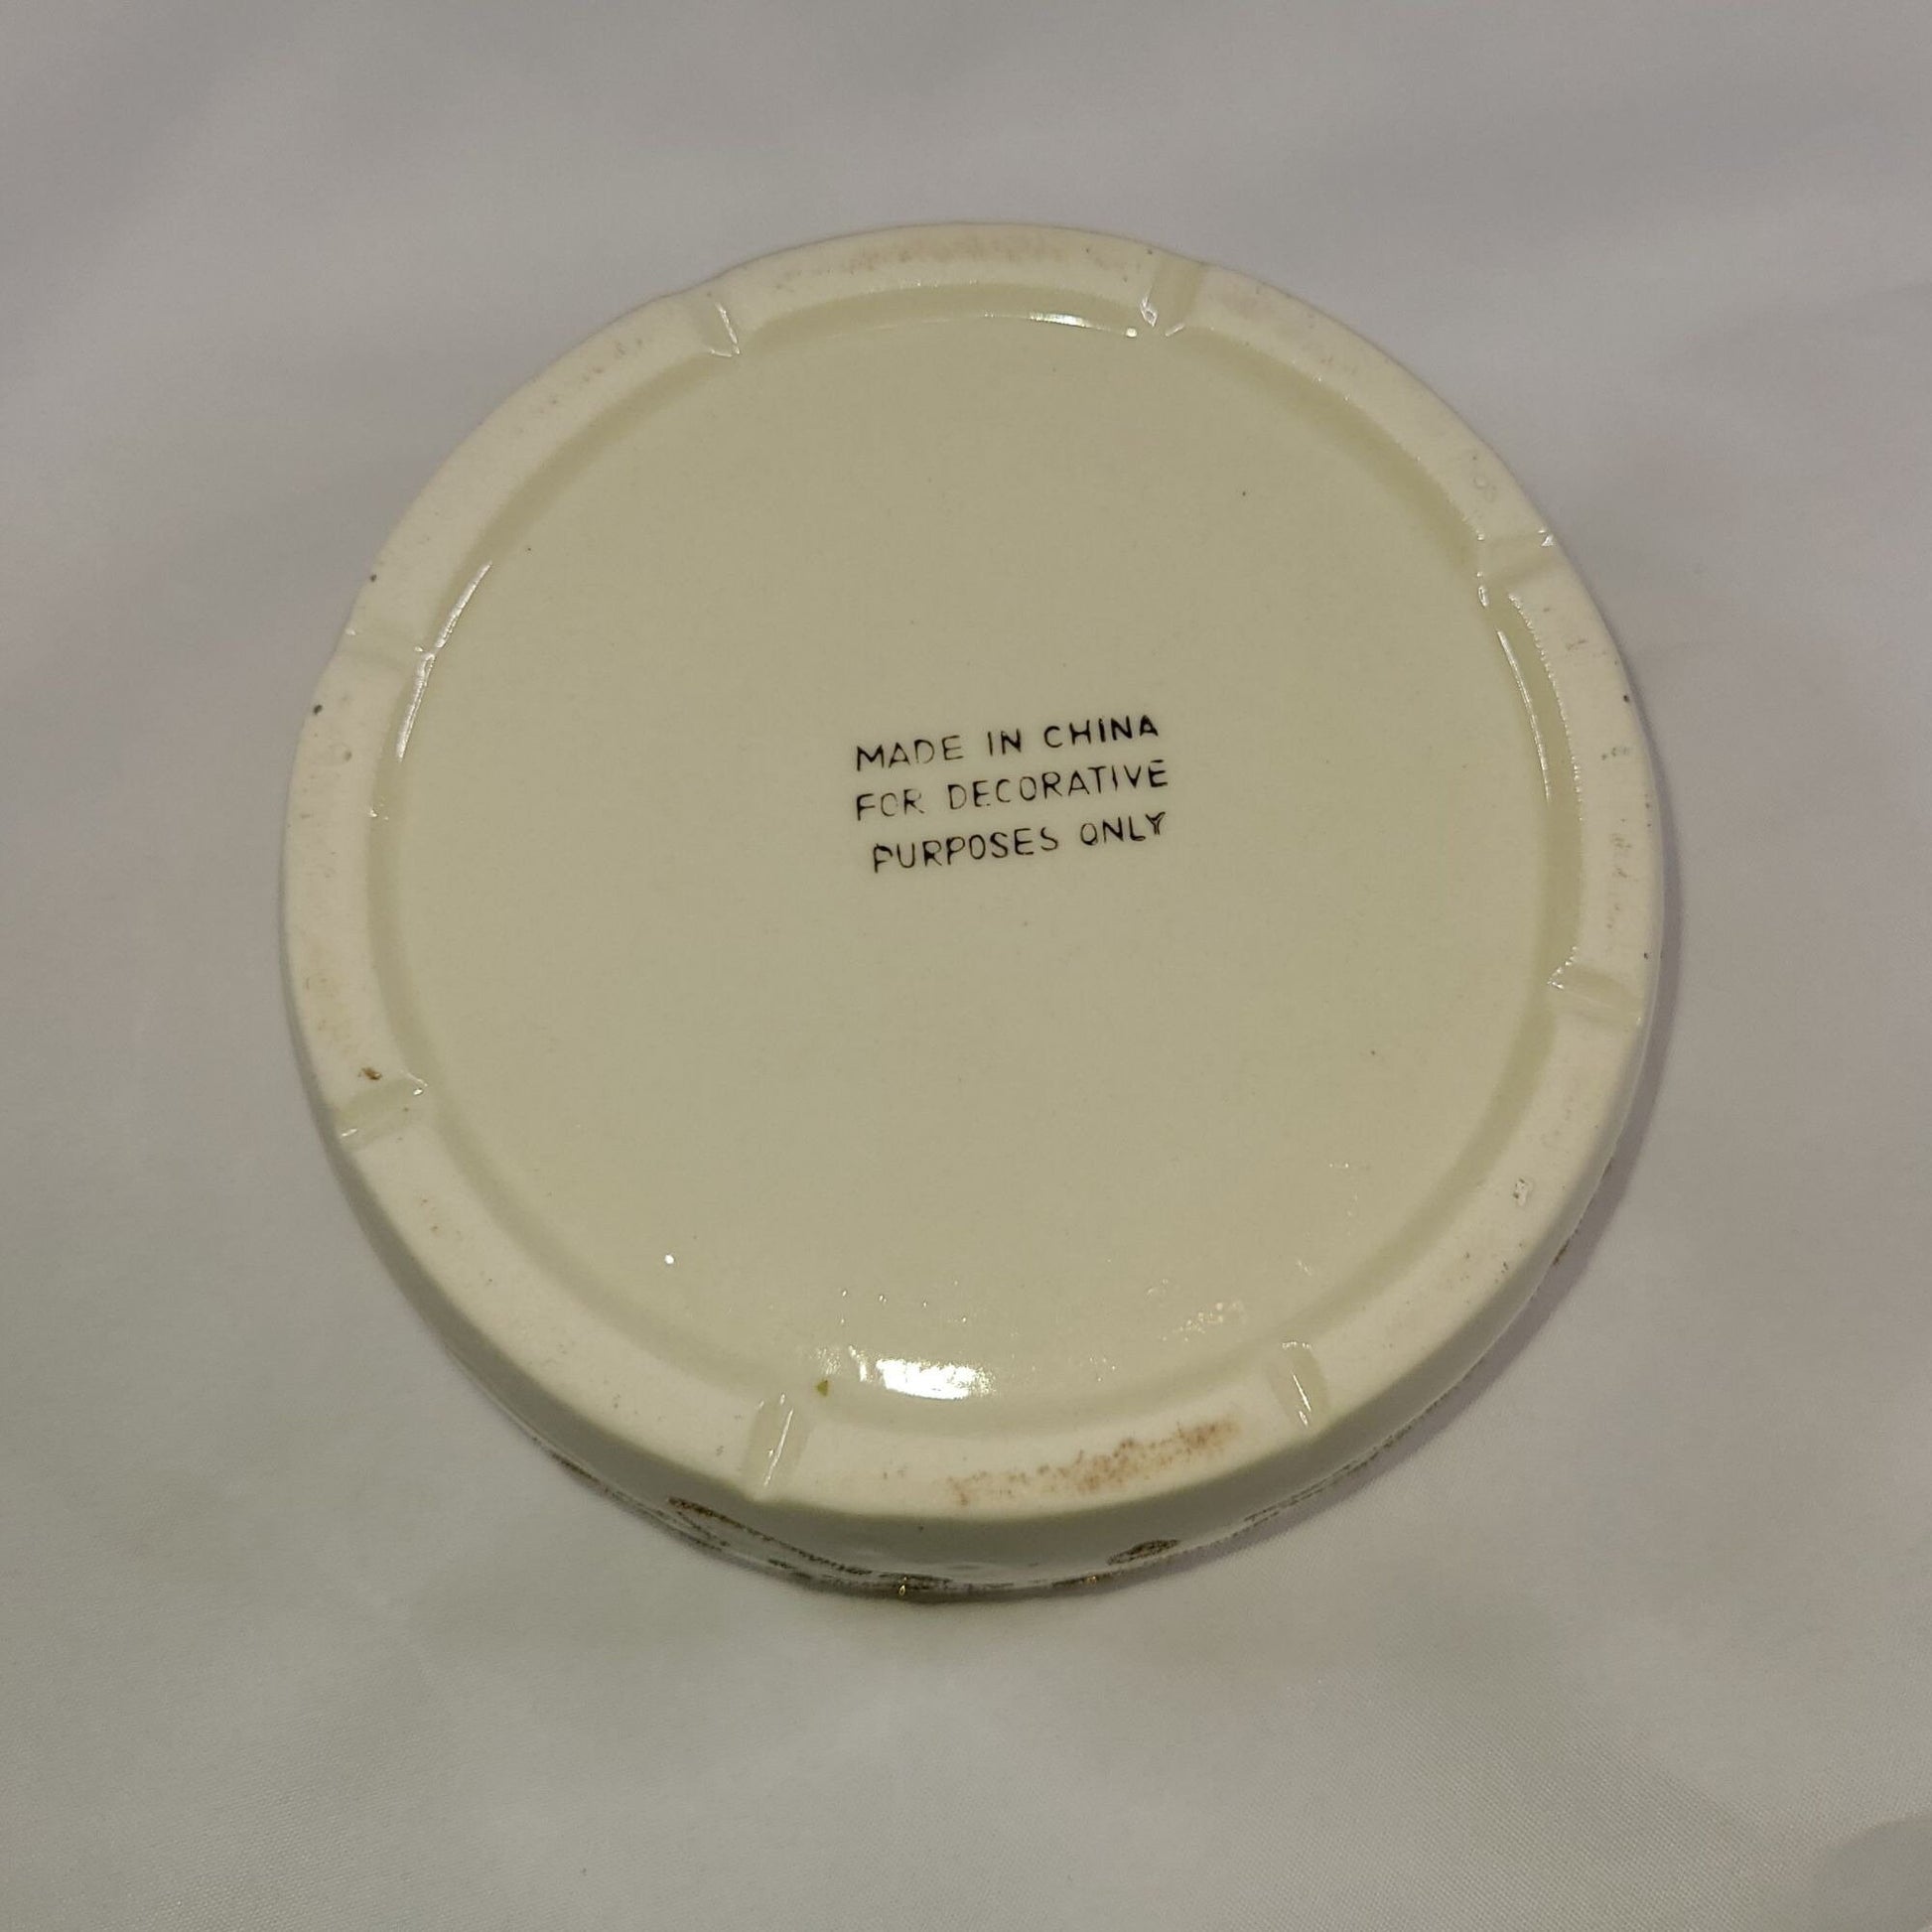 MADE IN CHINA
FOR DECORATIVE
PURPOSES ONLY